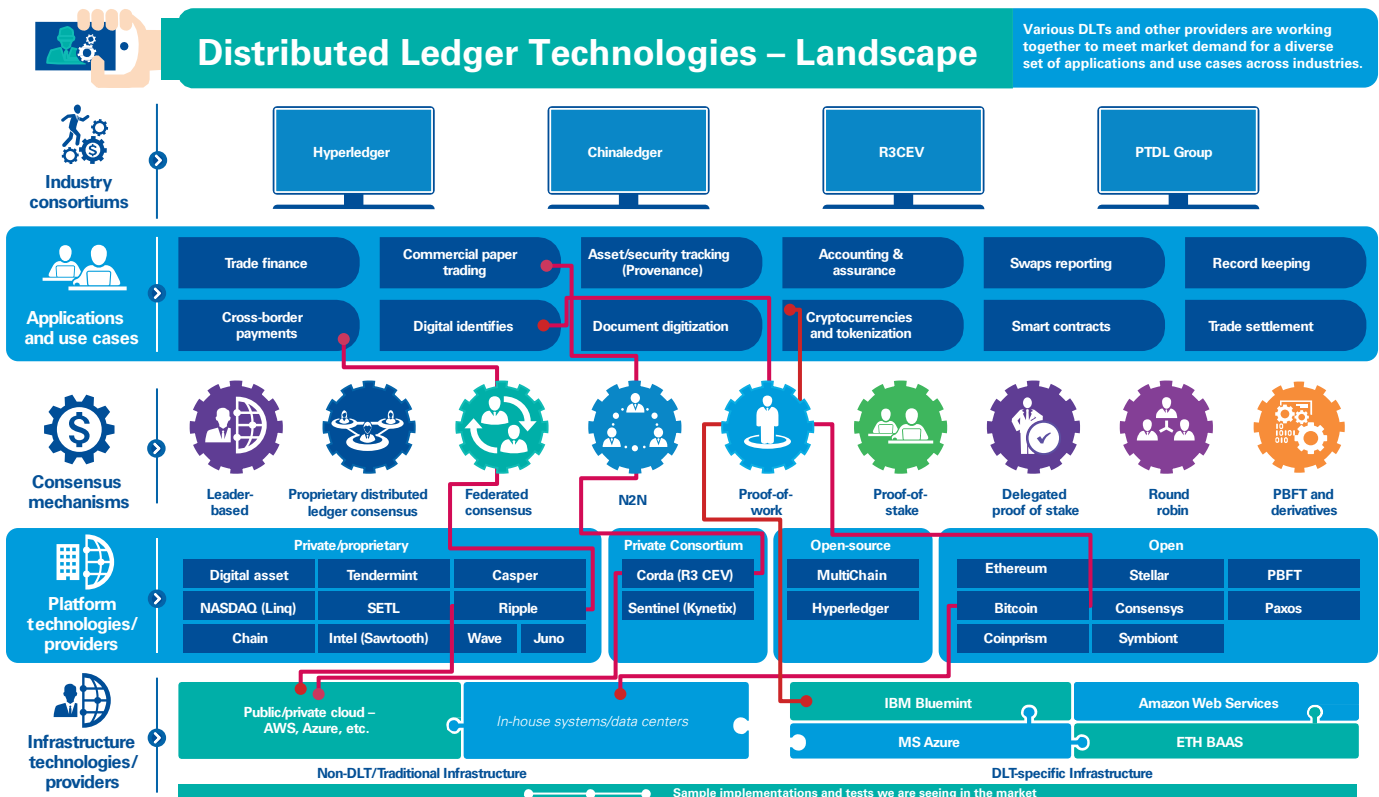 Distributed Ledger Technologies – Landscape
Various DLTs and other providers are working
together to meet market demand for a diverse
set of applications and use cases across industries.
Industry
consortiums
Hyperledger
Chinaledger
R3CEV
PTDL Group
Applications
and use cases
Trade finance
Commercial paper
trading
Asset/security tracking
(Provenance)
Accounting &
assurance
Swaps reporting
Record keeping
Cross-border
payments
Digital identifies
Document digitization
Cryptocurrencies
and tokenization
Smart contracts
Trade settlement
Consensus
mechanisms
Leader-
based
Proprietary distributed
ledger consensus
Federated
consensus
N2N
Proof-of-
work
Proof-of-
stake
Delegated
proof of stake
Round
robin
10
10101
010
PBFT and
derivatives
Platform
technologies/
providers
Private/proprietary
Digital asset
Tendermint
Casper
NASDAQ (Linq)
SETL
Ripple
Chain
Intel (Sawtooth)
Wave
Juno
Private Consortium
Corda (R3 CEV)
Sentinel (Kynetix)
Open-source
MultiChain
Hyperledger
Open
Ethereum
Stellar
PBFT
Bitcoin
Consensys
Paxos
Coinprism
Symbiont
Infrastructure
technologies/
providers
Public/private cloud –
AWS, Azure, etc.
In-house systems/data centers
IBM Bluemint
Amazon Web Services
MS Azure
ETH BAAS
Non-DLT/Traditional Infrastructure
DLT-specific Infrastructure
Sample implementations and tests we are seeing in the market